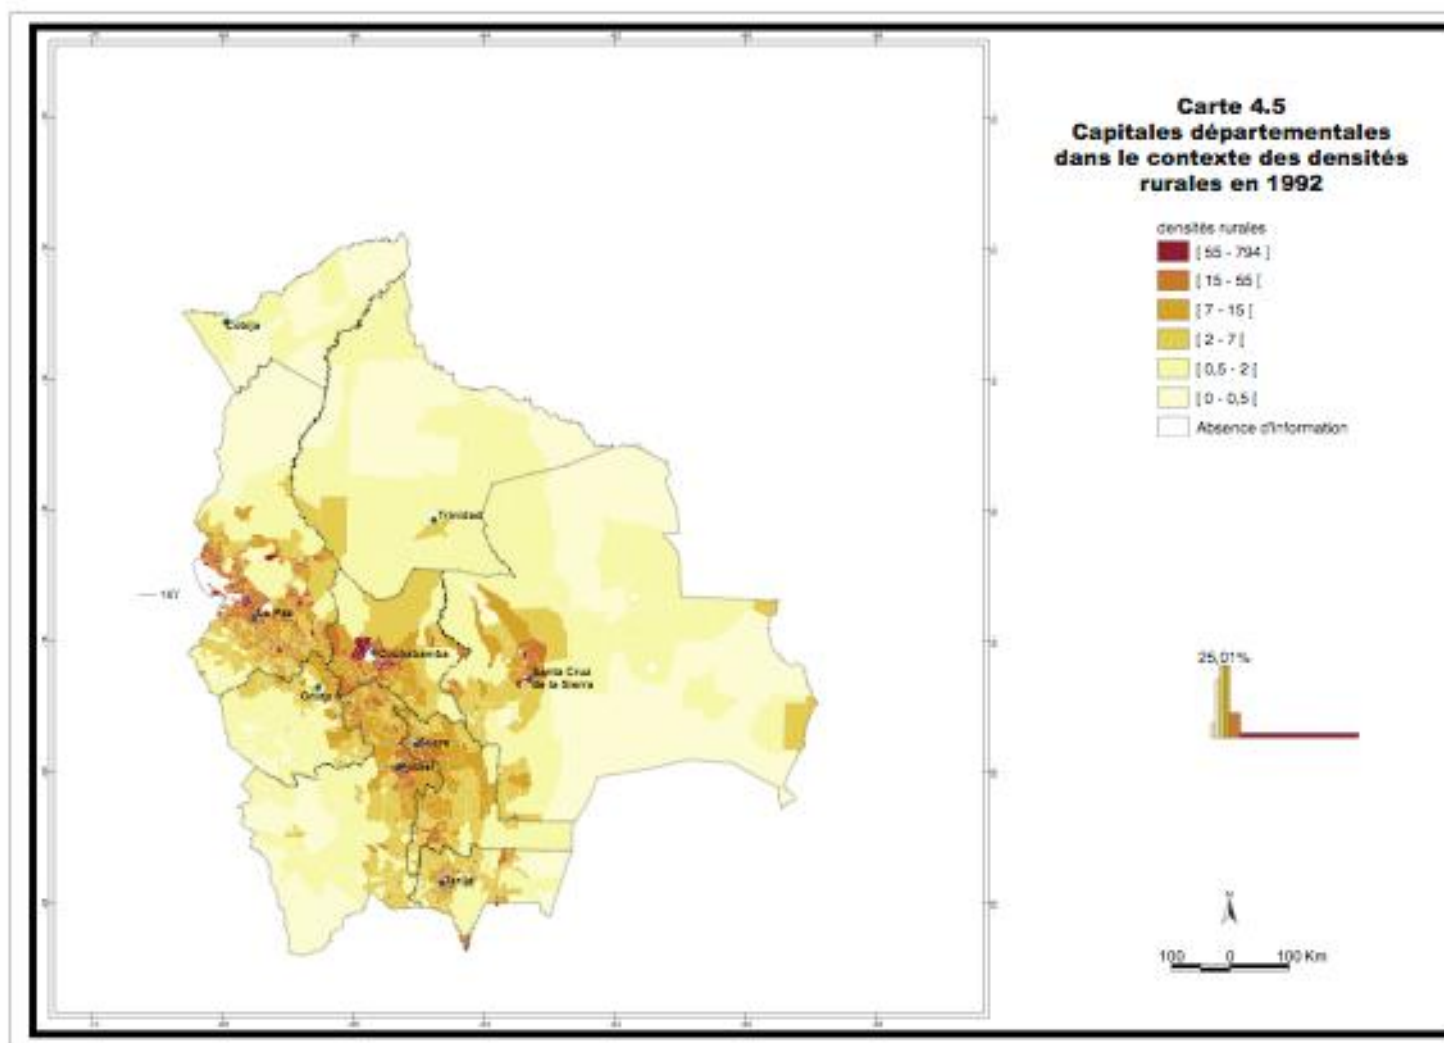 Carte 4.5
Capitales départementales
dans le contexte des densités
rurales en 1992
densités rurales
[ 55 - 794 ]
[ 15 - 55 [
[ 7 - 15 [
[ 2 - 7 [
[ 0,5 - 2 [
[ 0 - 0,5 [
Absence d'information
Cobija
Trinidad
La Paz
Cochabamba
Santa Cruz
de la Sierra
Oruro
Sucre
Potosí
Tarija
25,01%
N
100 0 100 Km